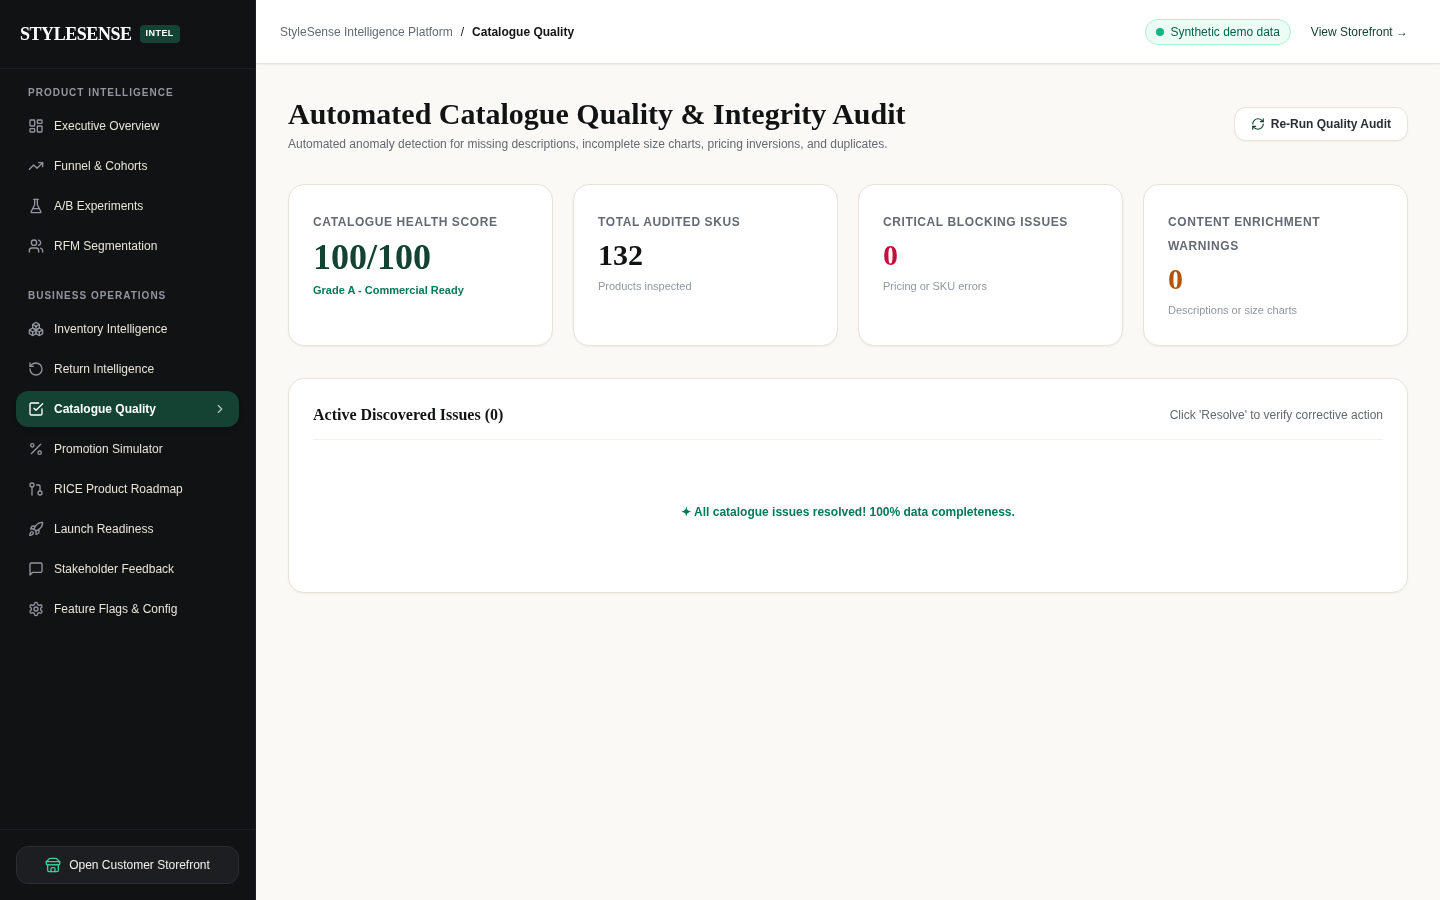 STYLESENSE INTEL
PRODUCT INTELLIGENCE
Executive Overview
Funnel & Cohorts
A/B Experiments
RFM Segmentation
BUSINESS OPERATIONS
Inventory Intelligence
Return Intelligence
Catalogue Quality
Promotion Simulator
RICE Product Roadmap
Launch Readiness
Stakeholder Feedback
Feature Flags & Config
Open Customer Storefront
StyleSense Intelligence Platform / Catalogue Quality
Synthetic demo data
View Storefront →
Automated Catalogue Quality & Integrity Audit
Automated anomaly detection for missing descriptions, incomplete size charts, pricing inversions, and duplicates.
Re-Run Quality Audit
CATALOGUE HEALTH SCORE
100/100
Grade A - Commercial Ready
TOTAL AUDITED SKUS
132
Products inspected
CRITICAL BLOCKING ISSUES
0
Pricing or SKU errors
CONTENT ENRICHMENT
WARNINGS
0
Descriptions or size charts
Active Discovered Issues (0)
Click 'Resolve' to verify corrective action
✦ All catalogue issues resolved! 100% data completeness.